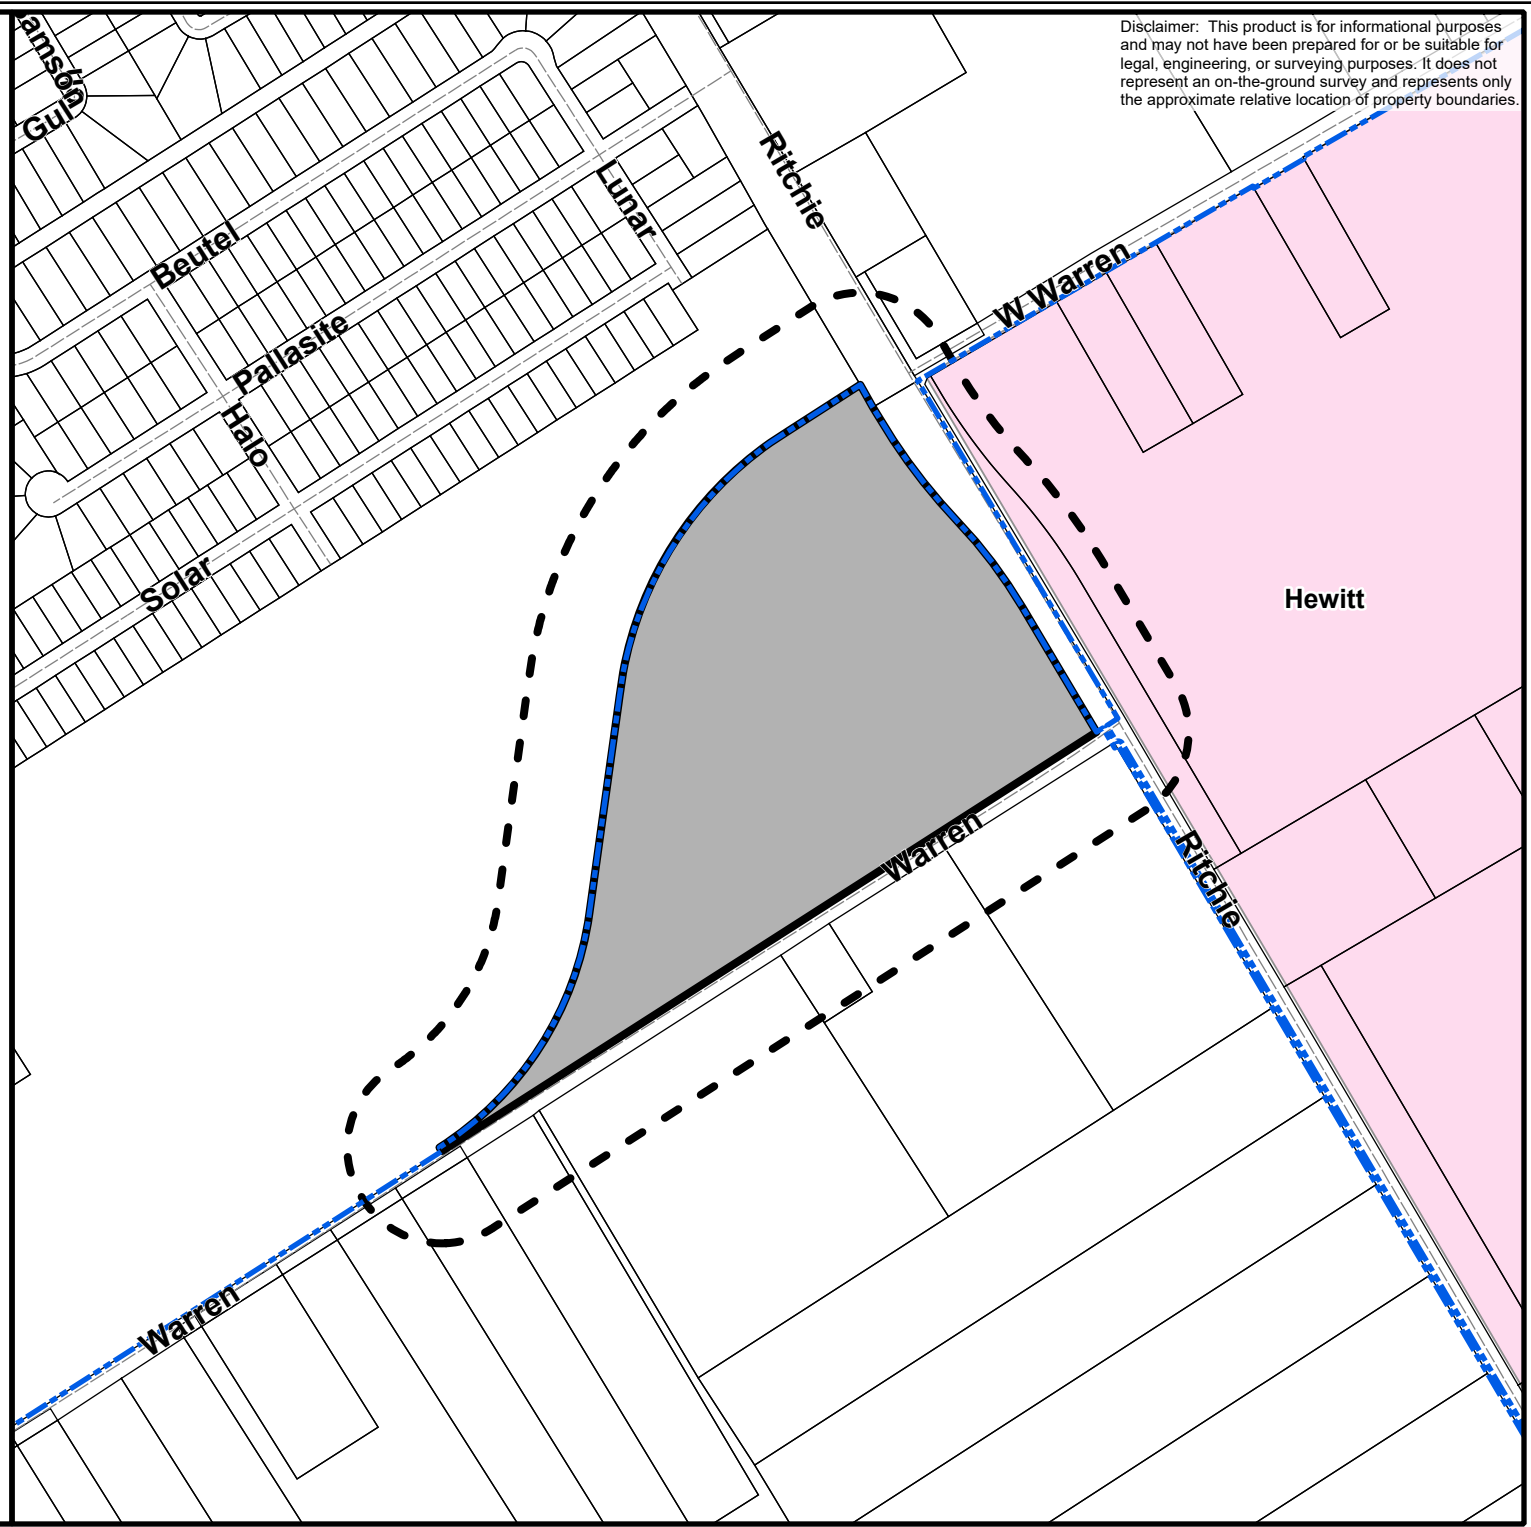 Disclaimer: This product is for informational purposes
and may not have been prepared for or be suitable for
legal, engineering, or surveying purposes. It does not
represent an on-the-ground survey and represents only
the approximate relative location of property boundaries.
Gul
Ritchie
Lunar
Beutel
W Warren
Pallasite
Halo
Solar
Hewitt
Warren
Ritchie
Warren